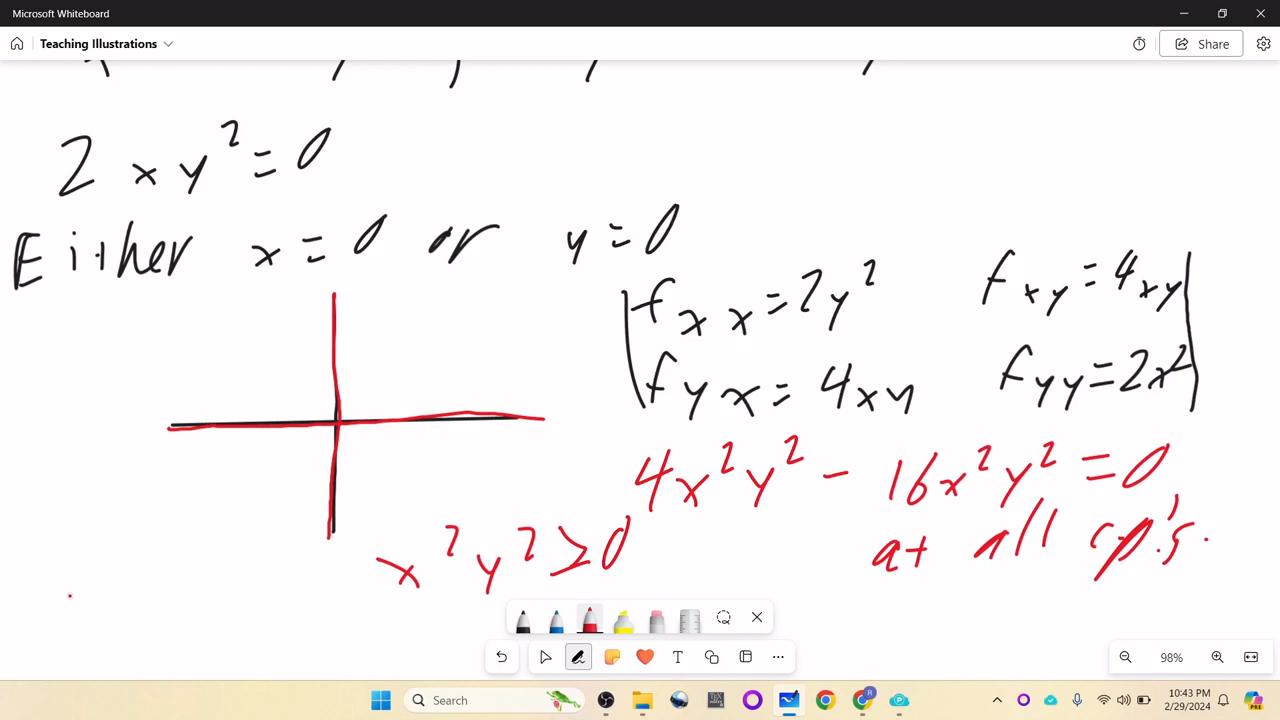 Microsoft Whiteboard
Teaching Illustrations
Share
2xy² = 0
Either x = 0 or y = 0
fxx = 2y² fxy = 4xy
fyx = 4xy fyy = 2x²
4x²y² - 16x²y² = 0
x²y² ≥ 0 at all cp's.
98%
Search
10:43 PM
2/29/2024